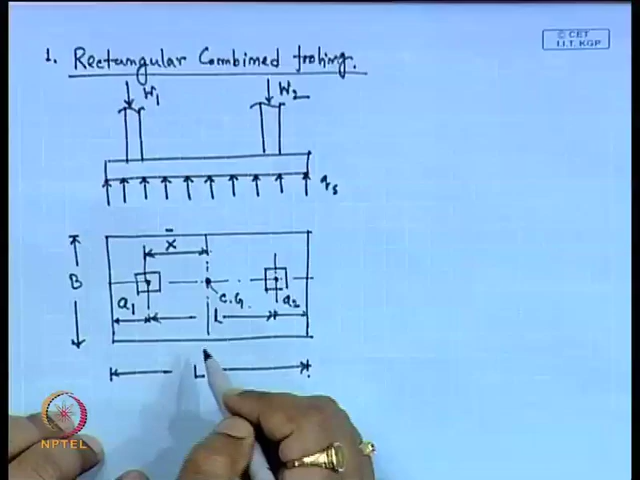 © CET
I.I.T. KGP
1. Rectangular Combined footing.
W1
W2
qs
x̄
B
C.G.
a1
L
a2
L
NPTEL